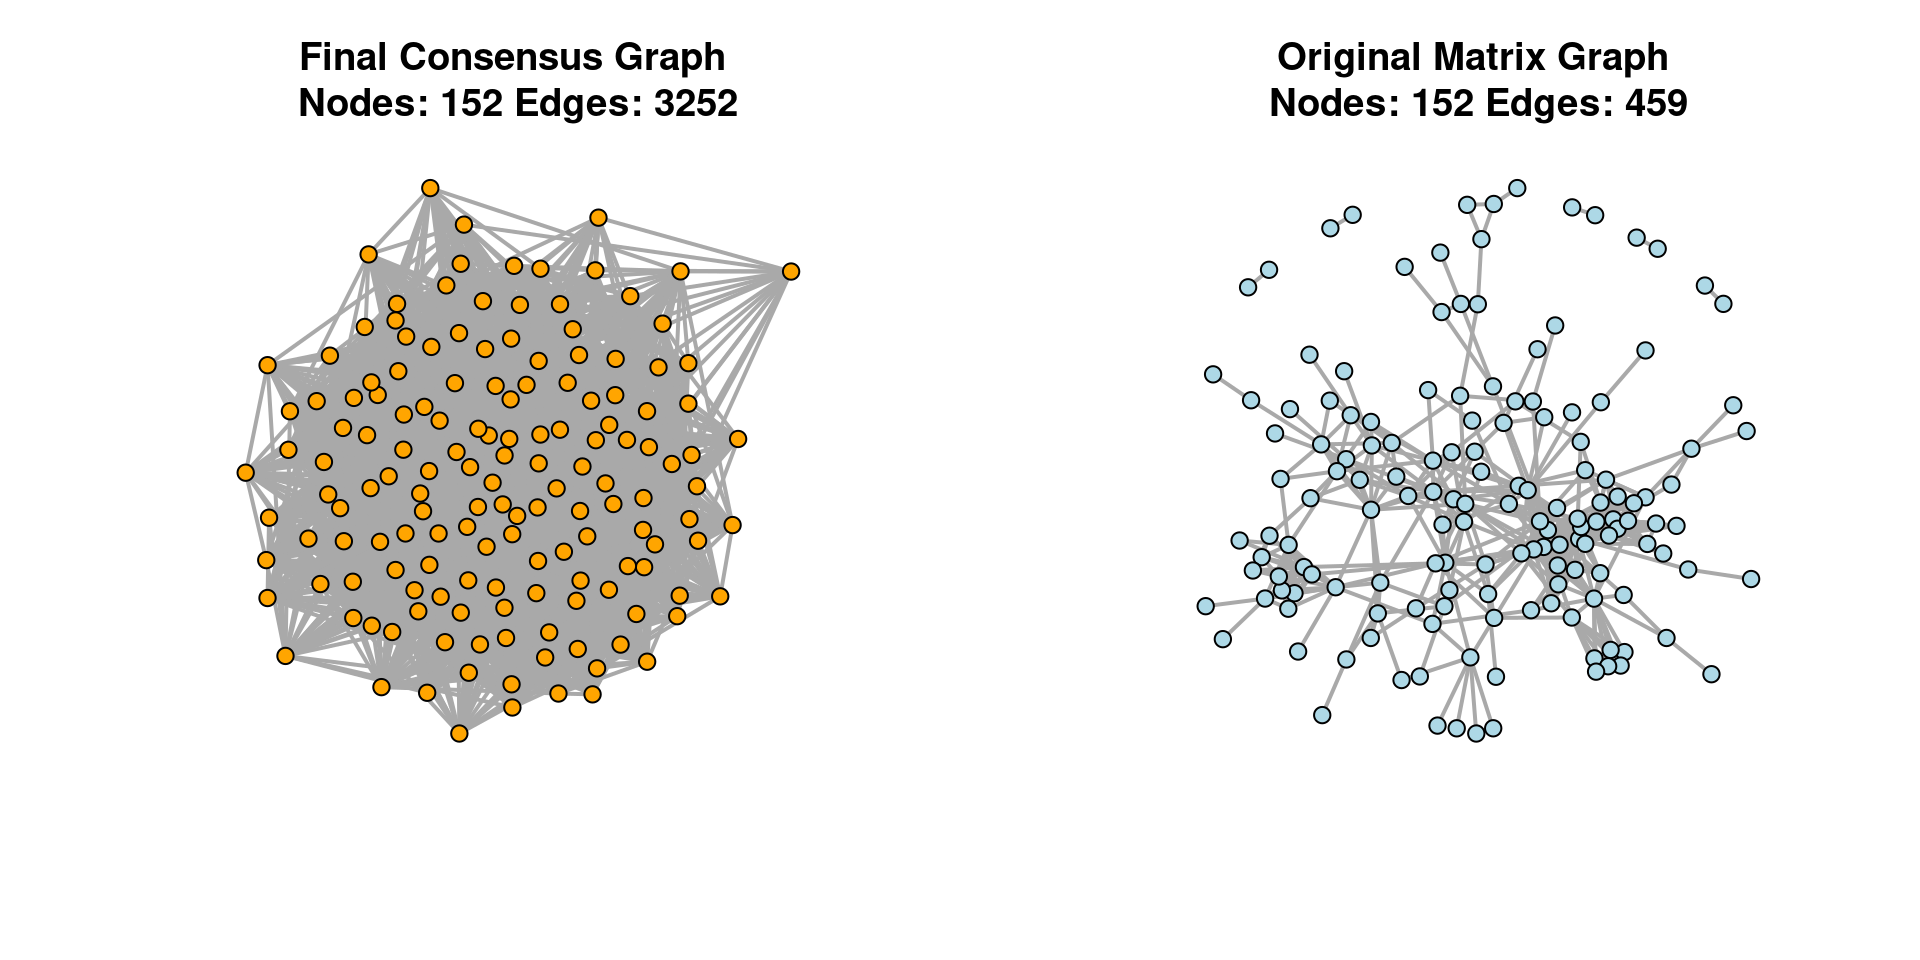 Final Consensus Graph
Nodes: 152 Edges: 3252
Original Matrix Graph
Nodes: 152 Edges: 459